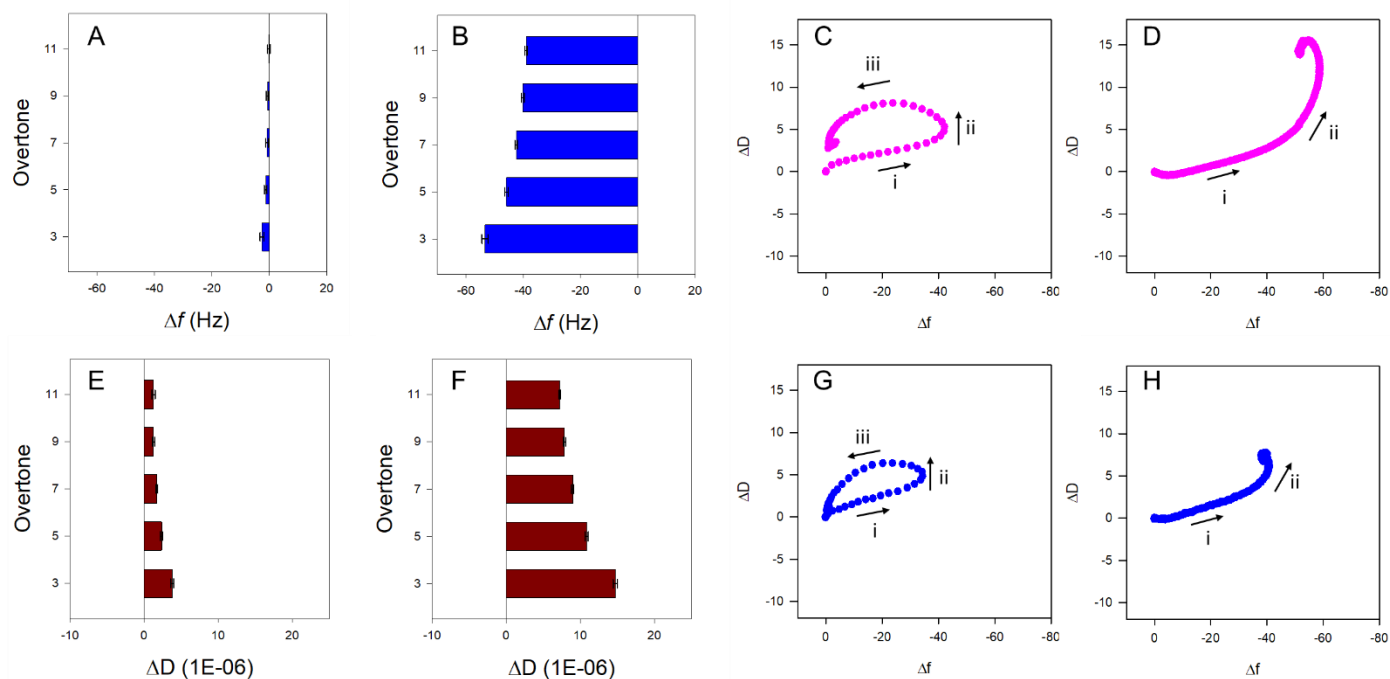 A
11
9
7
5
3
Overtone
-60 -40 -20 0 20
Δf (Hz)
B
11
9
7
5
3
Overtone
-60 -40 -20 0 20
Δf (Hz)
C
15
10
5
0
-5
-10
ΔD
iii
ii
i
0 -20 -40 -60 -80
Δf
D
15
10
5
0
-5
-10
ΔD
ii
i
0 -20 -40 -60 -80
Δf
E
11
9
7
5
3
Overtone
-10 0 10 20
ΔD (1E-06)
F
11
9
7
5
3
Overtone
-10 0 10 20
ΔD (1E-06)
G
15
10
5
0
-5
-10
ΔD
iii
ii
i
0 -20 -40 -60 -80
Δf
H
15
10
5
0
-5
-10
ΔD
ii
i
0 -20 -40 -60 -80
Δf